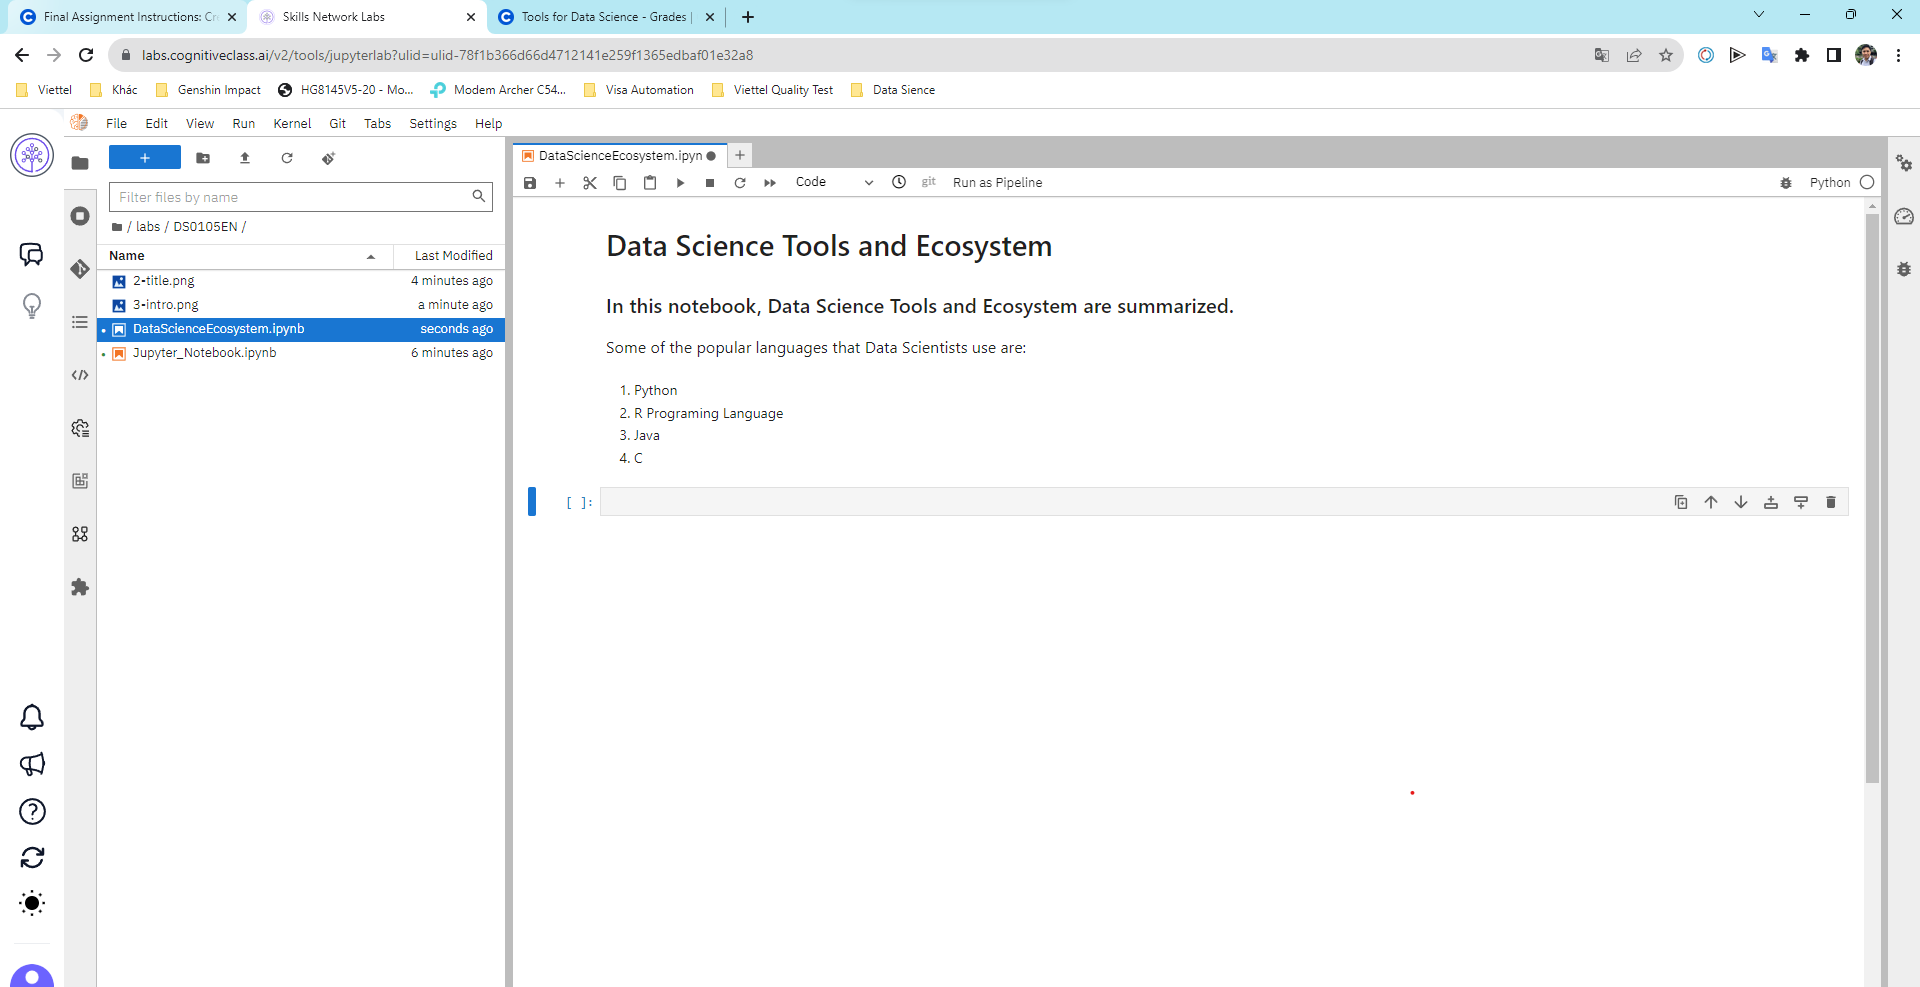 Final Assignment Instructions: Cr
Skills Network Labs
Tools for Data Science - Grades |
labs.cognitiveclass.ai/v2/tools/jupyterlab?ulid=ulid-78f1b366d66d4712141e259f1365edbaf01e32a8
Viettel
Khác
Genshin Impact
HG8145V5-20 - Mo...
Modem Archer C54...
Visa Automation
Viettel Quality Test
Data Sience
File Edit View Run Kernel Git Tabs Settings Help
Filter files by name
/ labs / DS0105EN /
Name Last Modified
2-title.png 4 minutes ago
3-intro.png a minute ago
DataScienceEcosystem.ipynb seconds ago
Jupyter_Notebook.ipynb 6 minutes ago
DataScienceEcosystem.ipyn
Code git Run as Pipeline Python
Data Science Tools and Ecosystem
In this notebook, Data Science Tools and Ecosystem are summarized.
Some of the popular languages that Data Scientists use are:
1. Python
2. R Programing Language
3. Java
4. C
[ ]: